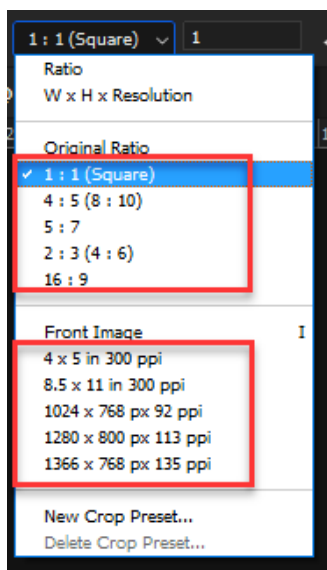 1 : 1 (Square) 1
Ratio
W x H x Resolution
Original Ratio
1 : 1 (Square)
4 : 5 (8 : 10)
5 : 7
2 : 3 (4 : 6)
16 : 9
Front Image I
4 x 5 in 300 ppi
8.5 x 11 in 300 ppi
1024 x 768 px 92 ppi
1280 x 800 px 113 ppi
1366 x 768 px 135 ppi
New Crop Preset...
Delete Crop Preset...